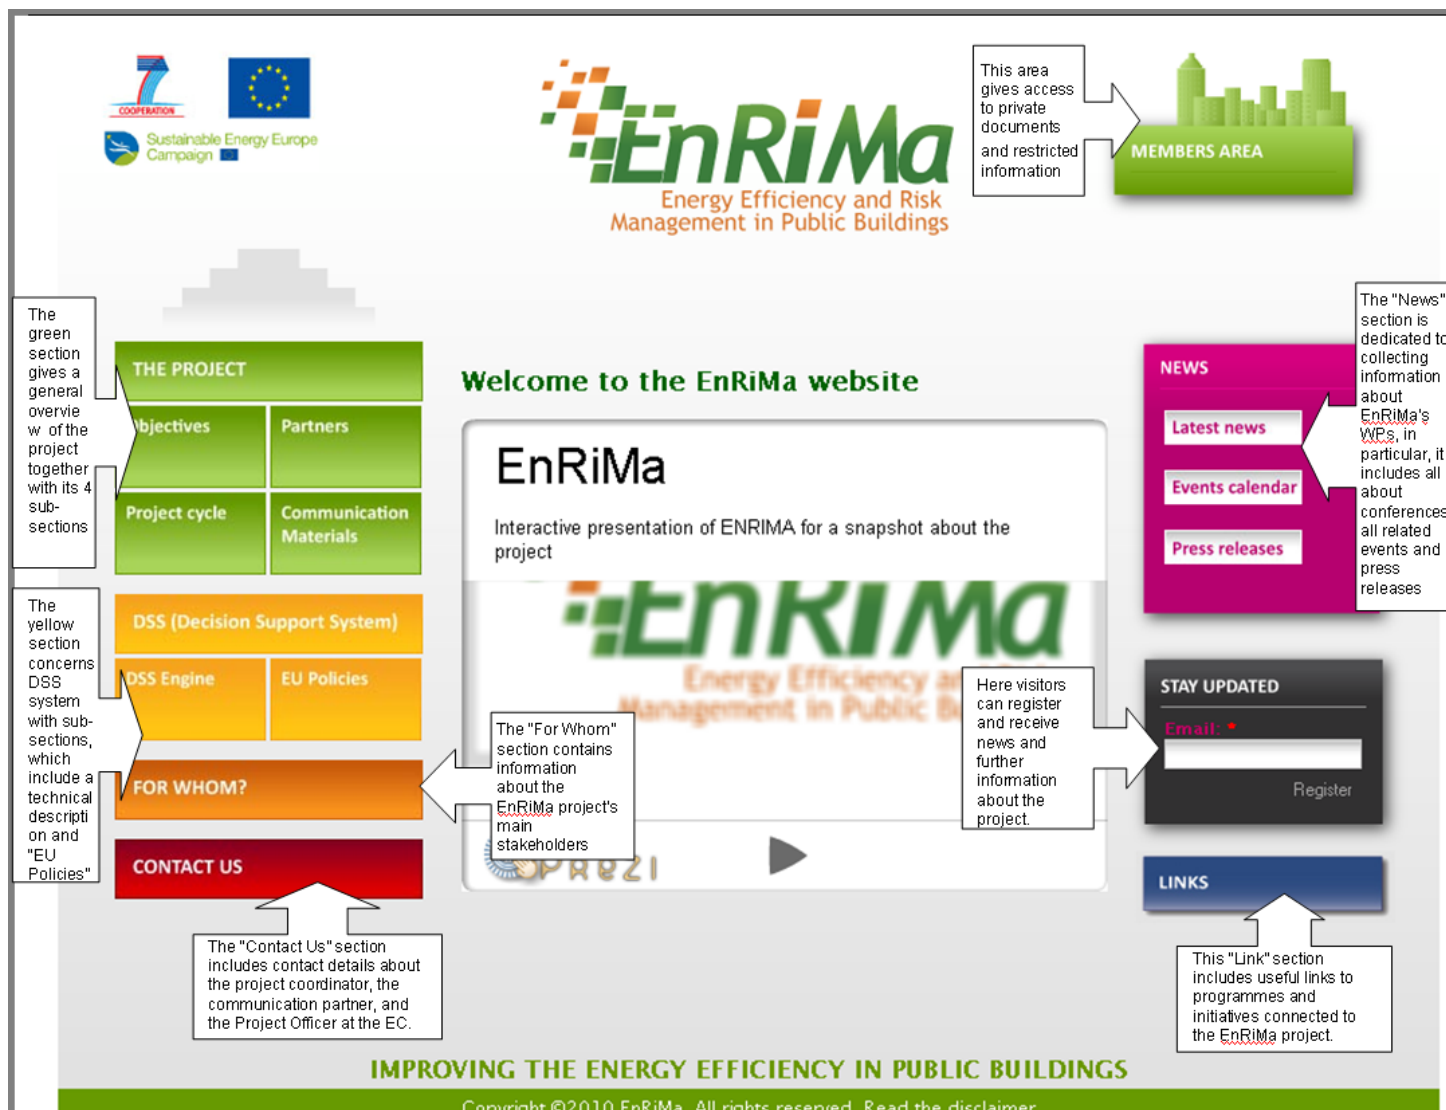 7
COOPERATION
Sustainable Energy Europe
Campaign
EnRiMa
Energy Efficiency and Risk
Management in Public Buildings
This area
gives access
to private
documents
and restricted
information
MEMBERS AREA
The
green
section
gives a
general
overvie
w of the
project
together
with its 4
sub-
sections
THE PROJECT
bjectives
Partners
Project cycle
Communication
Materials
The
yellow
section
concerns
DSS
system
with sub-
sections,
which
include a
technical
descripti
on and
"EU
Policies"
DSS (Decision Support System)
DSS Engine
EU Policies
FOR WHOM?
CONTACT US
The "Contact Us" section
includes contact details about
the project coordinator, the
communication partner, and
the Project Officer at the EC.
Welcome to the EnRiMa website
EnRiMa
Interactive presentation of ENRIMA for a snapshot about the
project
EnRiMa
Energy Efficiency
Management in Public
The "For Whom"
section contains
information
about the
EnRiMa project's
main
stakeholders
PREZI
Here visitors
can register
and receive
news and
further
information
about the
project.
NEWS
Latest news
Events calendar
Press releases
The "News"
section is
dedicated to
collecting
information
about
EnRiMa's
WPs, in
particular, it
includes all
about
conferences
all related
events and
press
releases
STAY UPDATED
Email: *
Register
LINKS
This "Link" section
includes useful links to
programmes and
initiatives connected to
the EnRiMa project.
IMPROVING THE ENERGY EFFICIENCY IN PUBLIC BUILDINGS
Copyright ©2010 EnRiMa. All rights reserved. Read the disclaimer